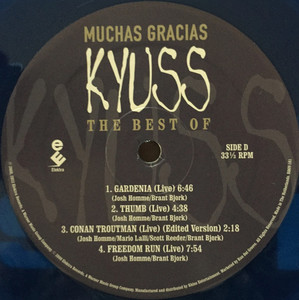 MUCHAS GRACIAS
KYUSS
THE BEST OF
Elektra
SIDE D
33⅓ RPM
1. GARDENIA (Live) 6:46
(Josh Homme/Brant Bjork)
2. THUMB (Live) 4:38
(Josh Homme/Brant Bjork)
3. CONAN TROUTMAN (Live) (Edited Version) 2:18
(Josh Homme/Mario Lalli/Scott Reeder/Brant Bjork)
4. FREEDOM RUN (Live) 7:54
(Josh Homme/Brant Bjork)